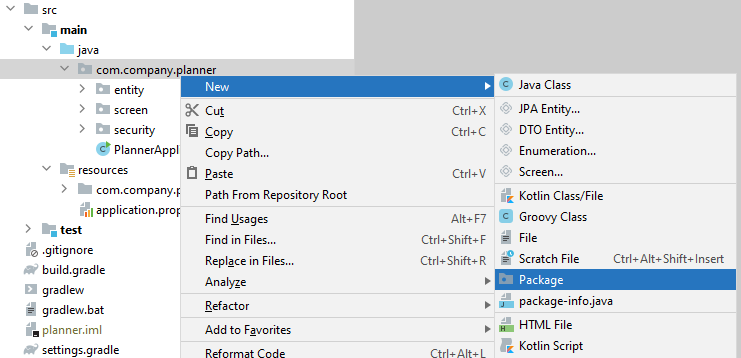 src
main
java
com.company.planner
entity
screen
security
PlannerAppl
resources
com.company.p
application.prop
test
.gitignore
build.gradle
gradlew
gradlew.bat
planner.iml
settings.gradle
New
Cut Ctrl+X
Copy Ctrl+C
Copy Path...
Paste Ctrl+V
Path From Repository Root
Find Usages Alt+F7
Find in Files... Ctrl+Shift+F
Replace in Files... Ctrl+Shift+R
Analyze
Refactor
Add to Favorites
Reformat Code Ctrl+Alt+L
Java Class
JPA Entity...
DTO Entity...
Enumeration...
Screen...
Kotlin Class/File
Groovy Class
File
Scratch File Ctrl+Alt+Shift+Insert
Package
package-info.java
HTML File
Kotlin Script